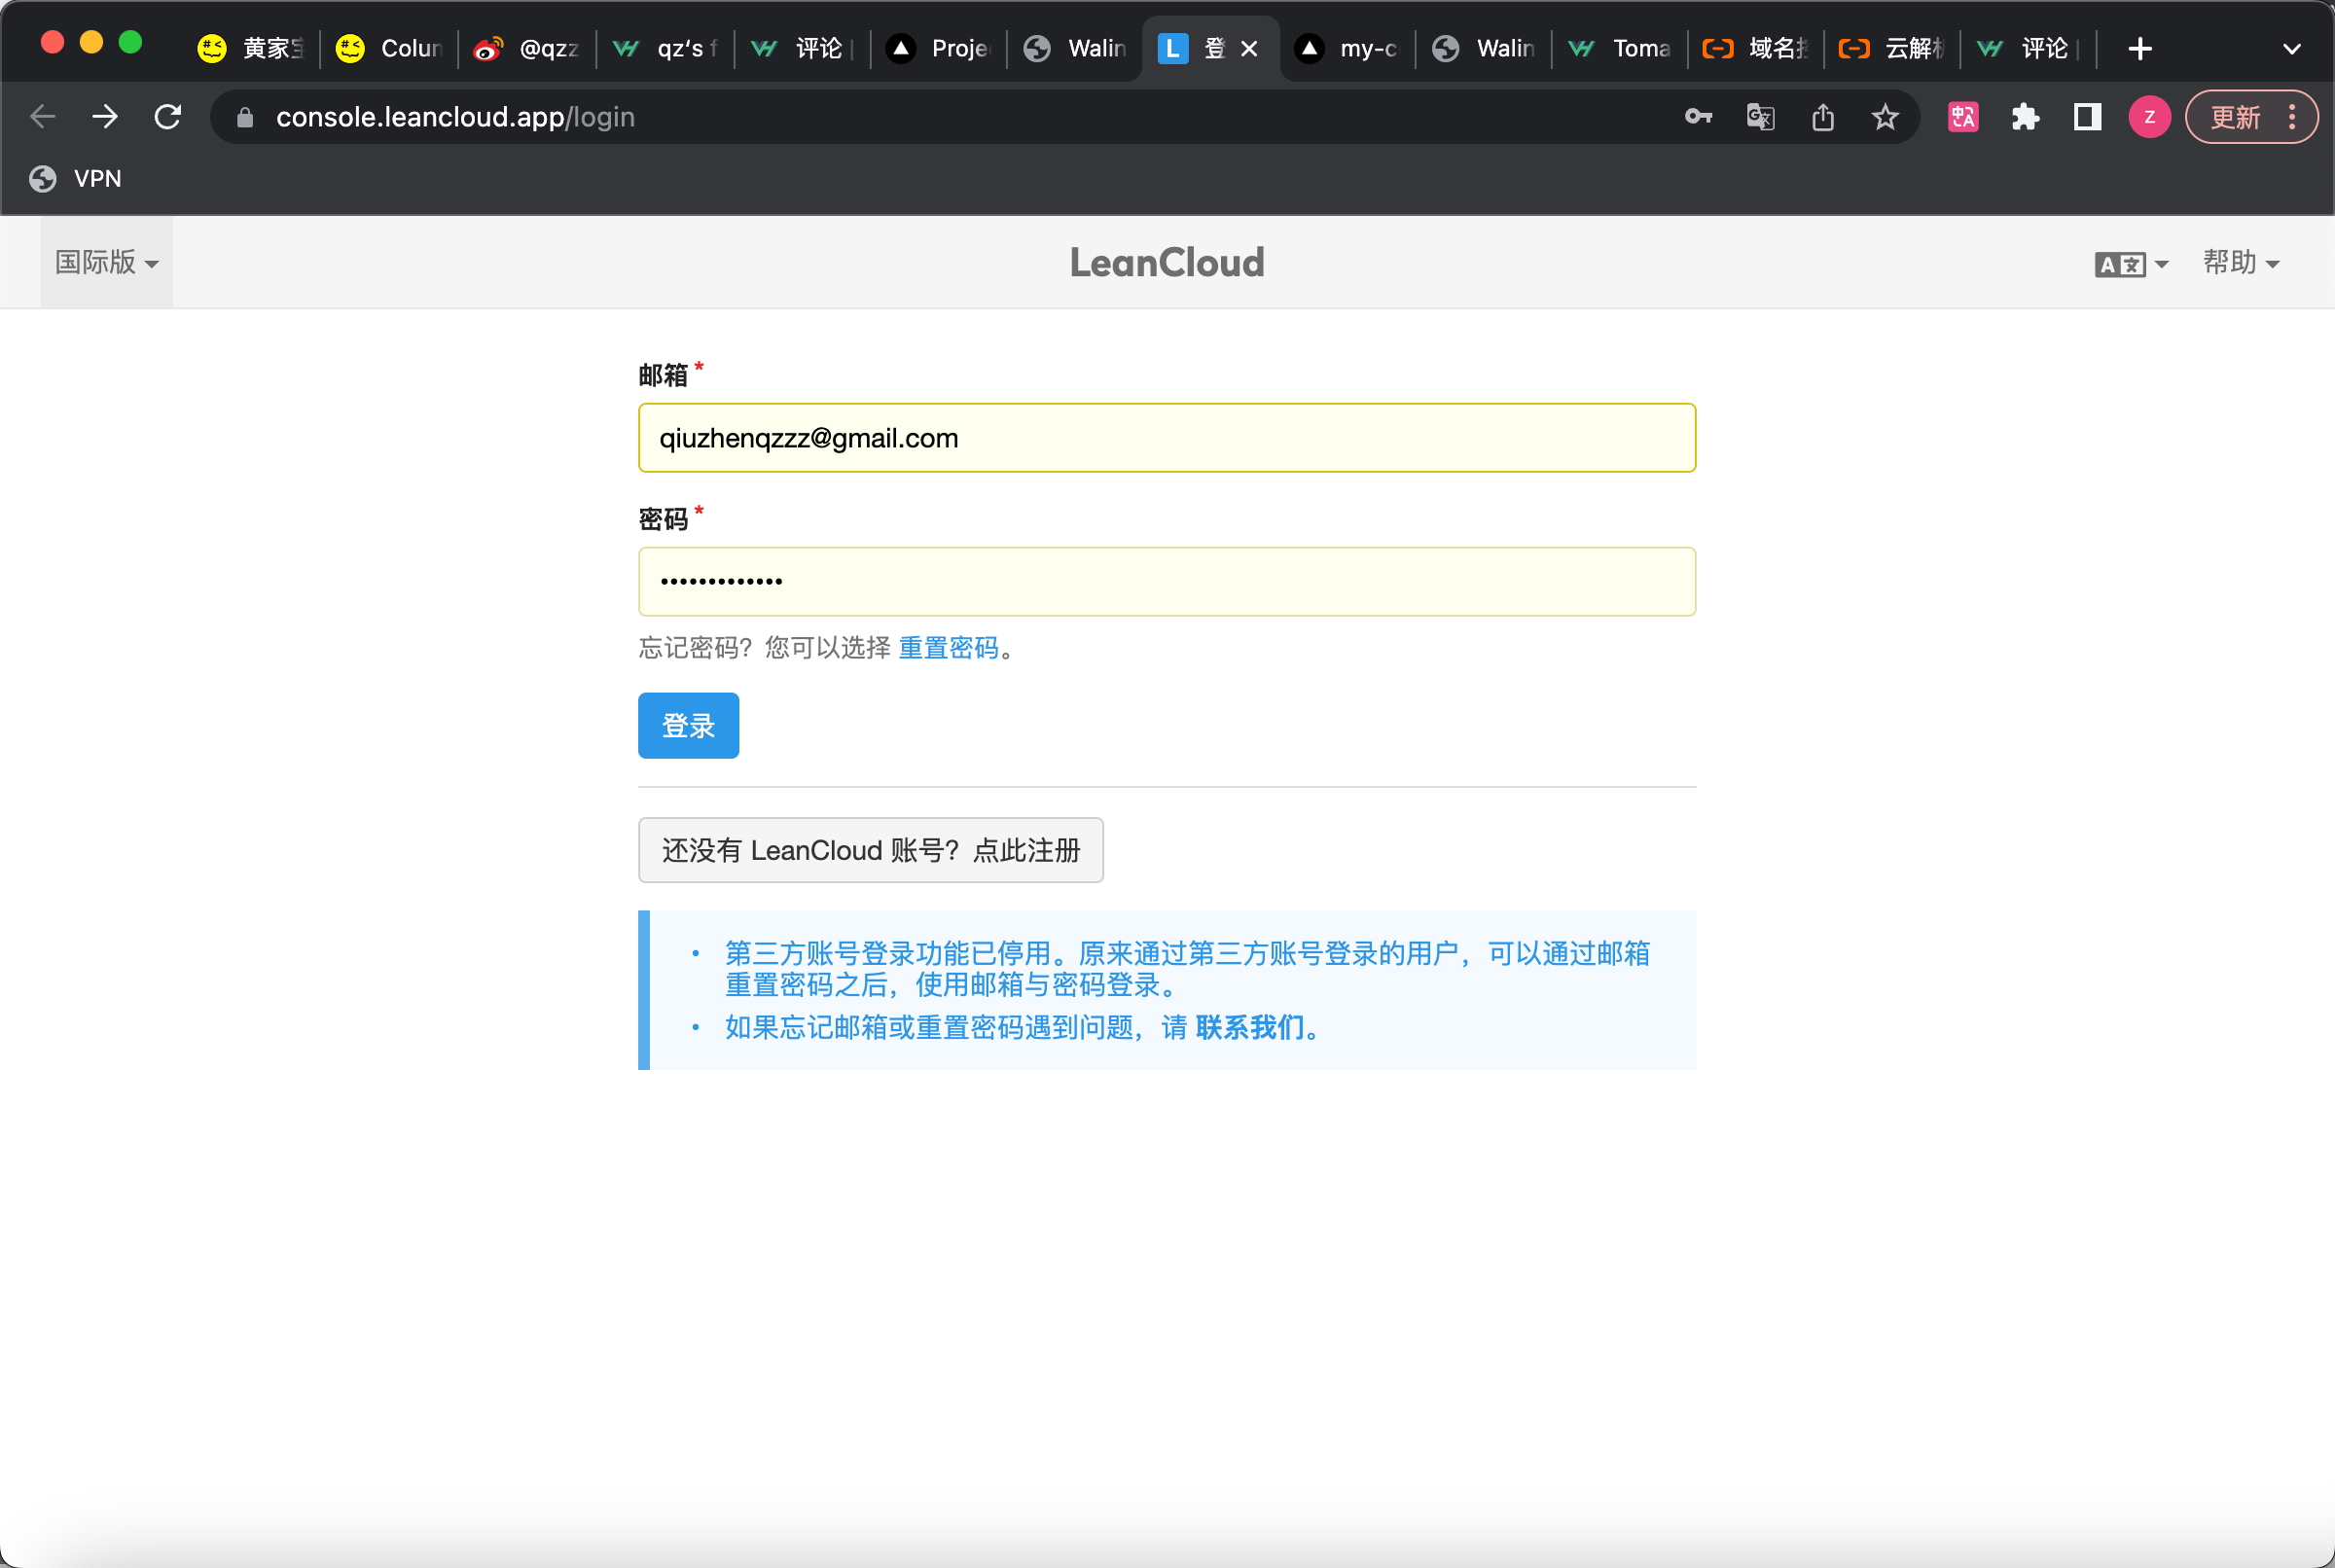 黄家宝 Colun @qzz qz‘s f 评论 Proje Walin 登 my-c Walin Toma 域名 云解析 评论
console.leancloud.app/login
Z 更新
VPN
国际版 LeanCloud A文 帮助
邮箱*
qiuzhenqzzz@gmail.com
密码*
•••••••••••••
忘记密码？您可以选择 重置密码。
登录
还没有 LeanCloud 账号？点此注册
• 第三方账号登录功能已停用。原来通过第三方账号登录的用户，可以通过邮箱
重置密码之后，使用邮箱与密码登录。
• 如果忘记邮箱或重置密码遇到问题，请 联系我们。